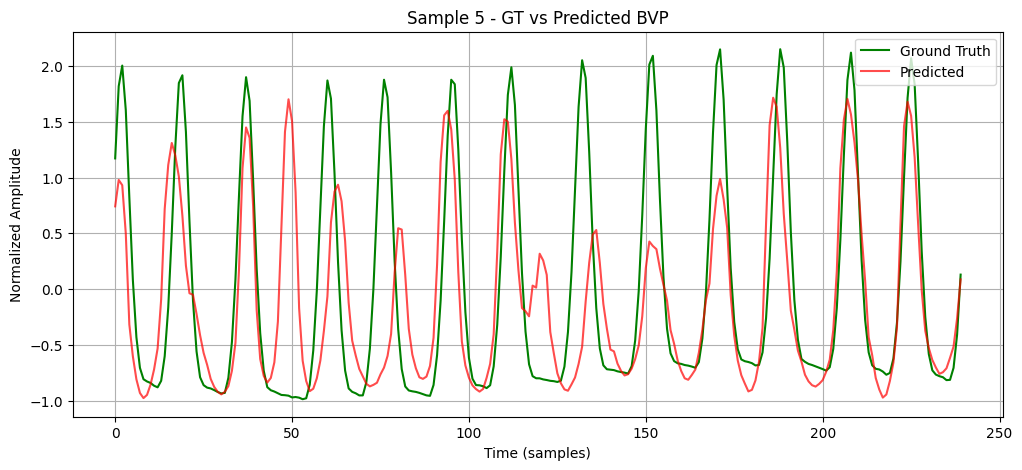 Sample 5 - GT vs Predicted BVP
Ground Truth
Predicted
Normalized Amplitude
2.0
1.5
1.0
0.5
0.0
−0.5
−1.0
0 50 100 150 200 250
Time (samples)